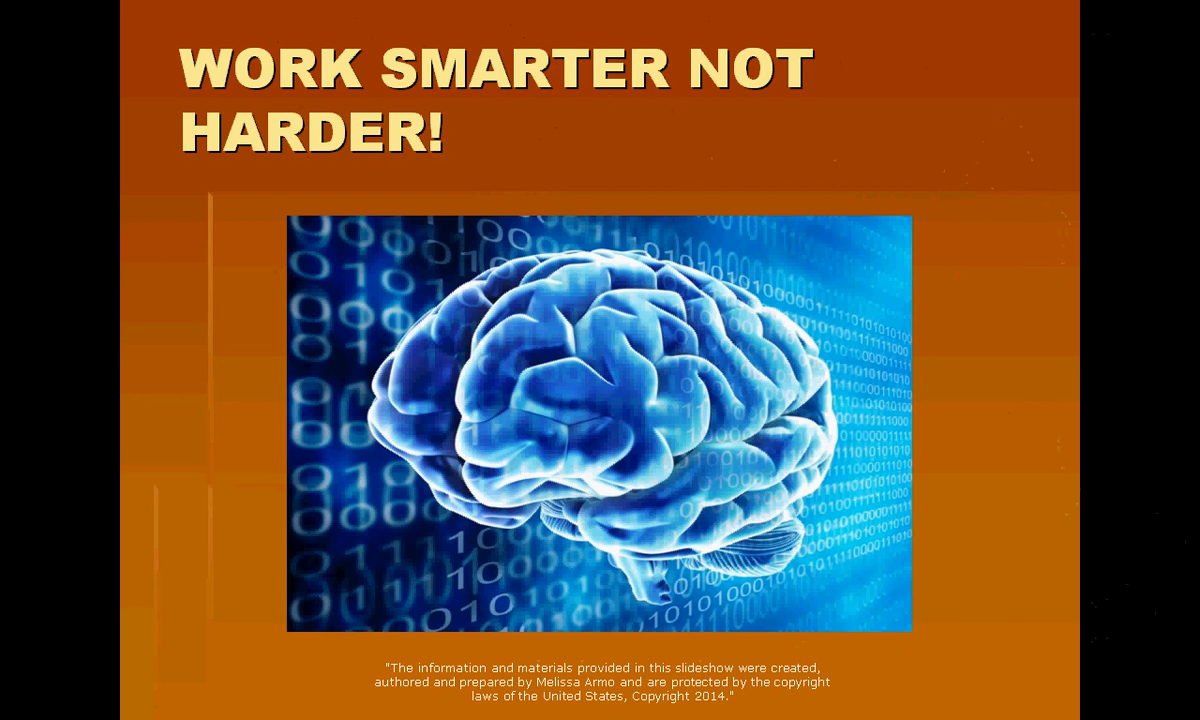 WORK SMARTER NOT
HARDER!
"The information and materials provided in this slideshow were created,
authored and prepared by Melissa Armo and are protected by the copyright
laws of the United States, Copyright 2014."